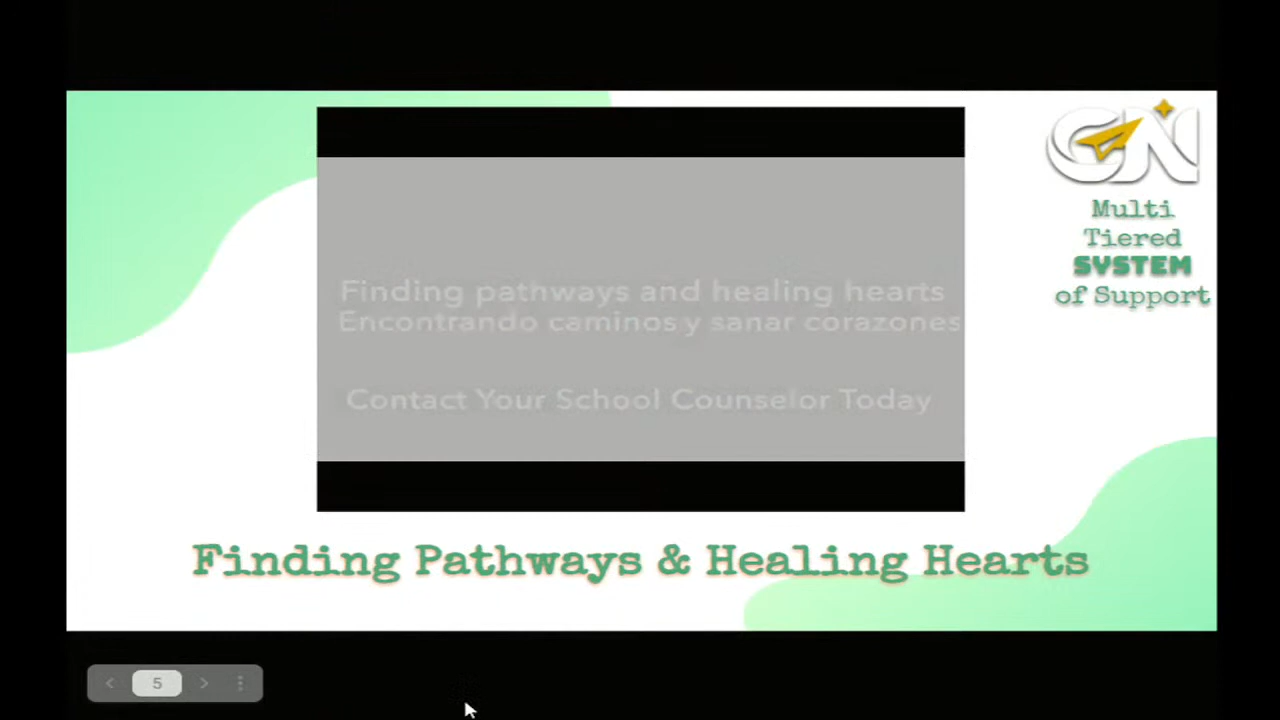 GN
Multi
Tiered
SYSTEM
of Support
Finding pathways and healing hearts
Encontrando caminos y sanar corazones
Contact Your School Counselor Today
Finding Pathways & Healing Hearts
5